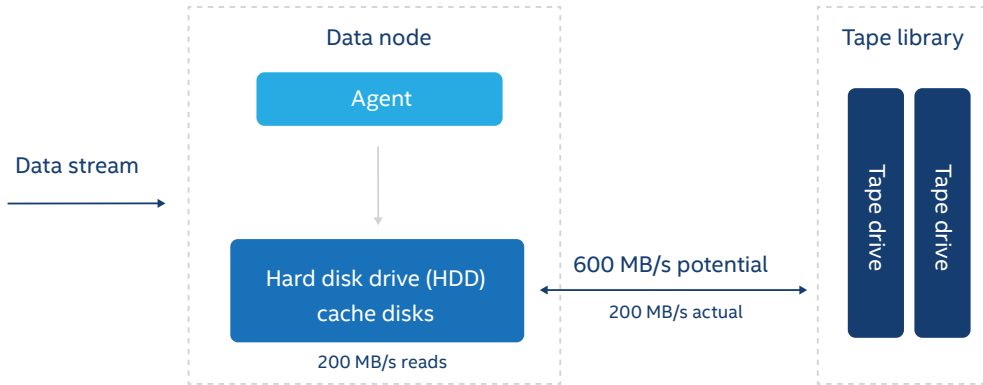 Data node
Tape library
Agent
Data stream
Tape drive
Tape drive
Hard disk drive (HDD)
cache disks
600 MB/s potential
200 MB/s actual
200 MB/s reads